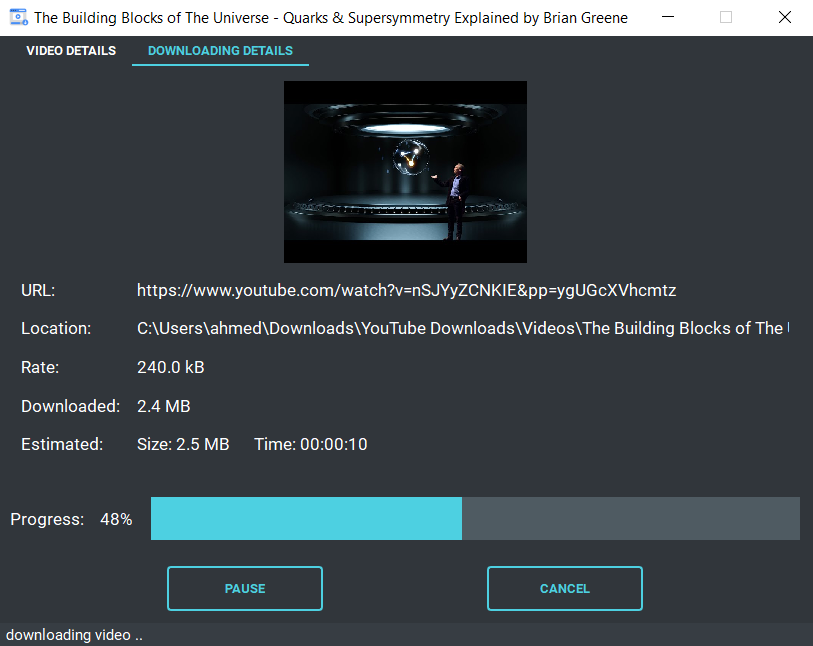 The Building Blocks of The Universe - Quarks & Supersymmetry Explained by Brian Greene
VIDEO DETAILS DOWNLOADING DETAILS
URL: https://www.youtube.com/watch?v=nSJYyZCNKIE&pp=ygUGcXVhcmtz
Location: C:\Users\ahmed\Downloads\YouTube Downloads\Videos\The Building Blocks of The
Rate: 240.0 kB
Downloaded: 2.4 MB
Estimated: Size: 2.5 MB Time: 00:00:10
Progress: 48%
PAUSE CANCEL
downloading video ..